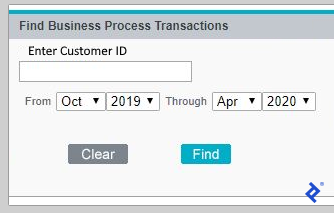 Find Business Process Transactions
Enter Customer ID
From Oct 2019 Through Apr 2020
Clear Find